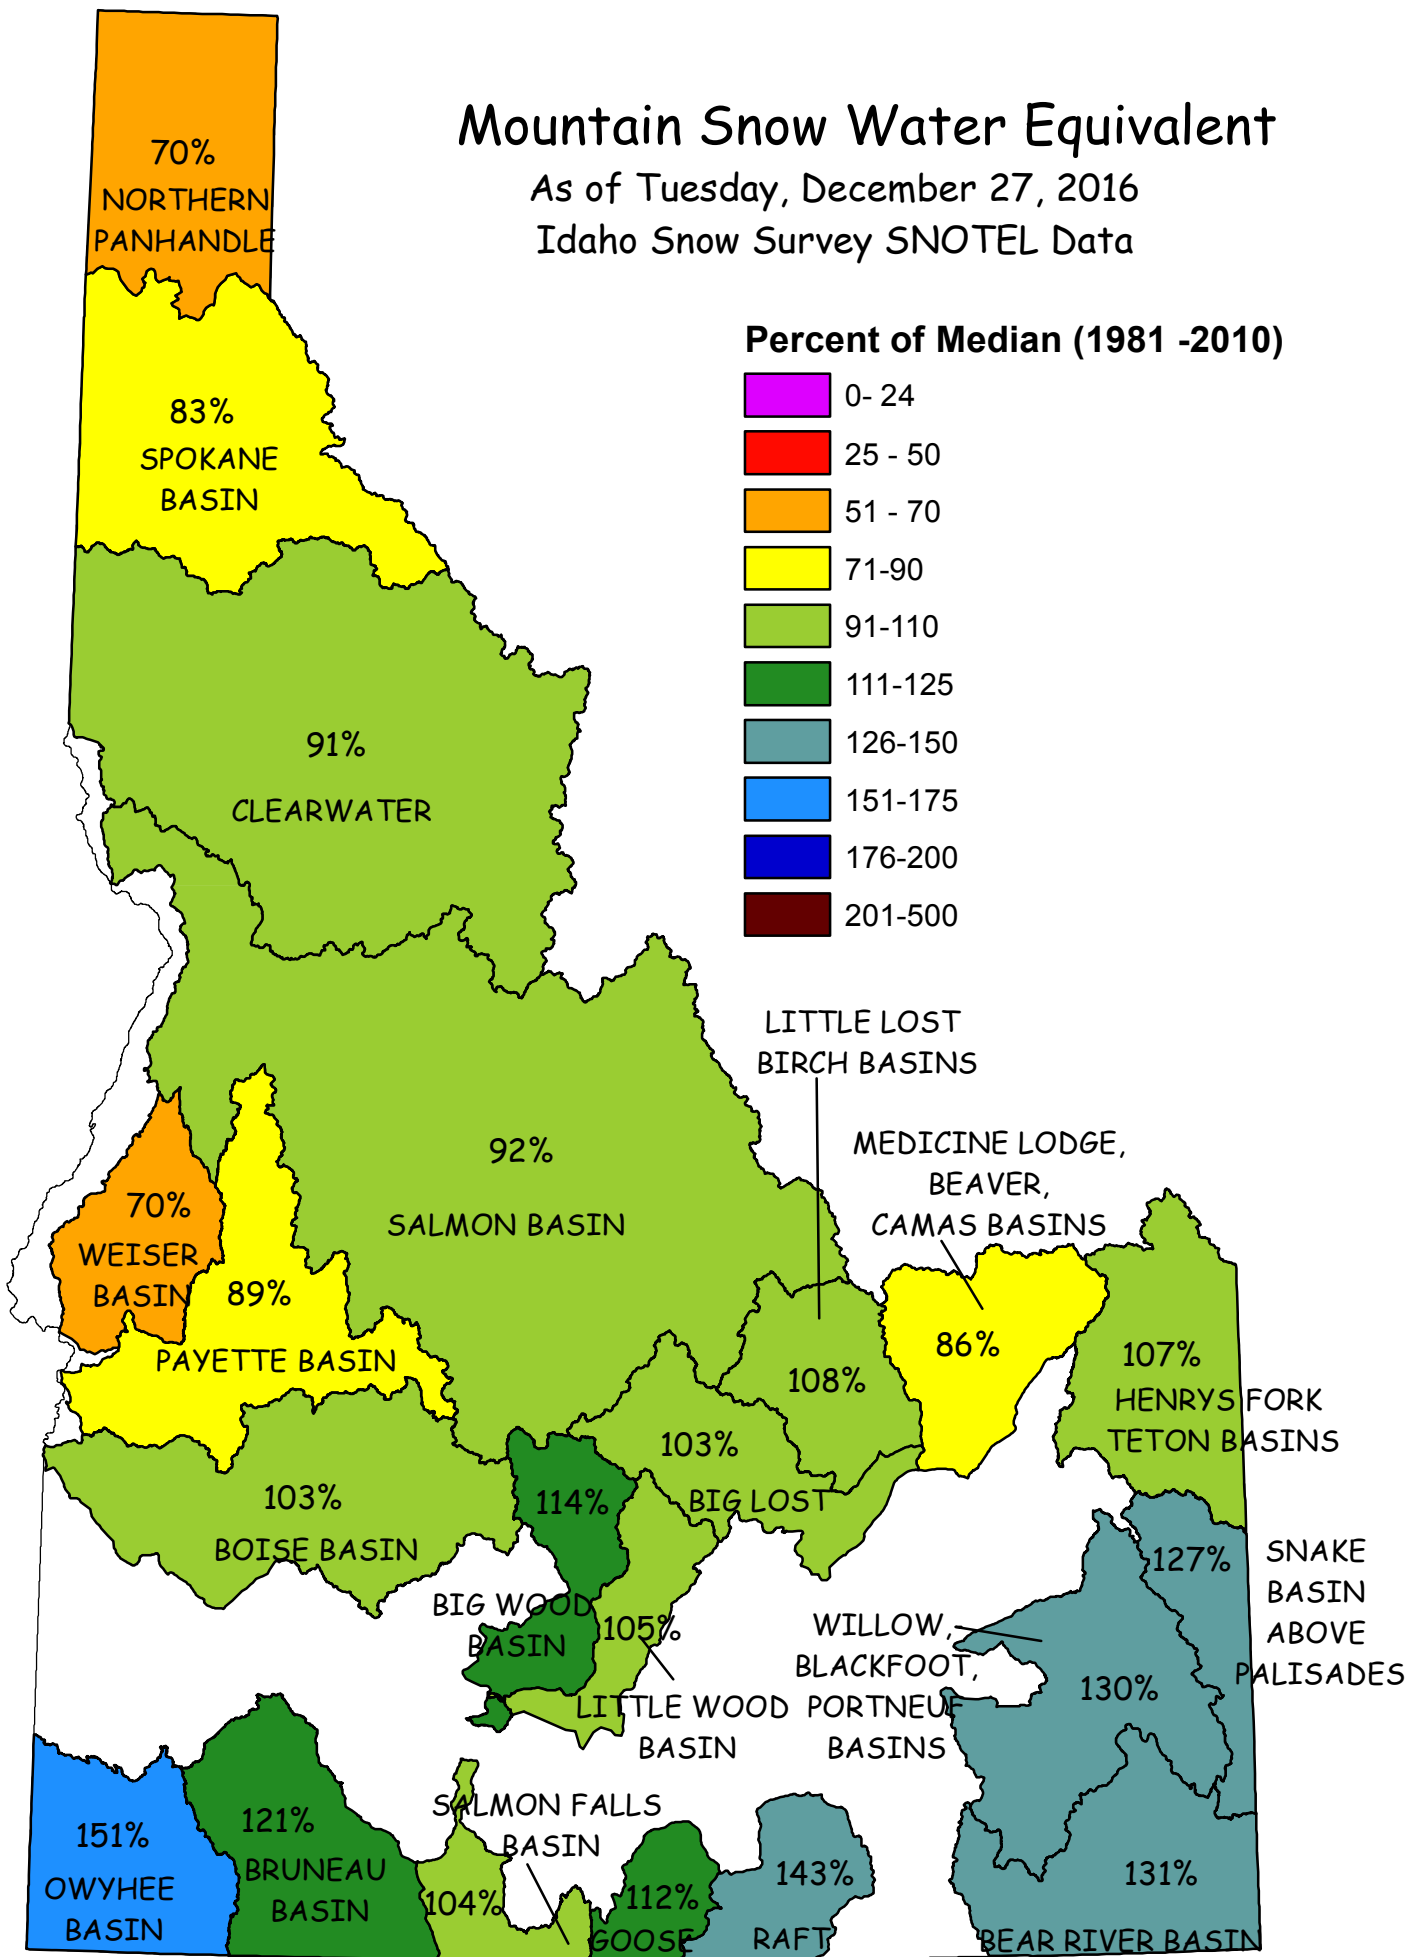 Mountain Snow Water Equivalent
As of Tuesday, December 27, 2016
Idaho Snow Survey SNOTEL Data
Percent of Median (1981 -2010)
0- 24
25 - 50
51 - 70
71-90
91-110
111-125
126-150
151-175
176-200
201-500
70%
NORTHERN
PANHANDLE
83%
SPOKANE
BASIN
91%
CLEARWATER
92%
SALMON BASIN
LITTLE LOST
BIRCH BASINS
108%
MEDICINE LODGE,
BEAVER,
CAMAS BASINS
86%
107%
HENRYS FORK
TETON BASINS
70%
WEISER
BASIN
89%
PAYETTE BASIN
103%
BOISE BASIN
114%
BIG WOOD
BASIN
103%
BIG LOST
105%
LITTLE WOOD
BASIN
127%
SNAKE
BASIN
ABOVE
PALISADES
WILLOW,
BLACKFOOT,
PORTNEUF
BASINS
130%
151%
OWYHEE
BASIN
121%
BRUNEAU
BASIN
SALMON FALLS
BASIN
104%
112%
GOOSE
143%
RAFT
131%
BEAR RIVER BASIN